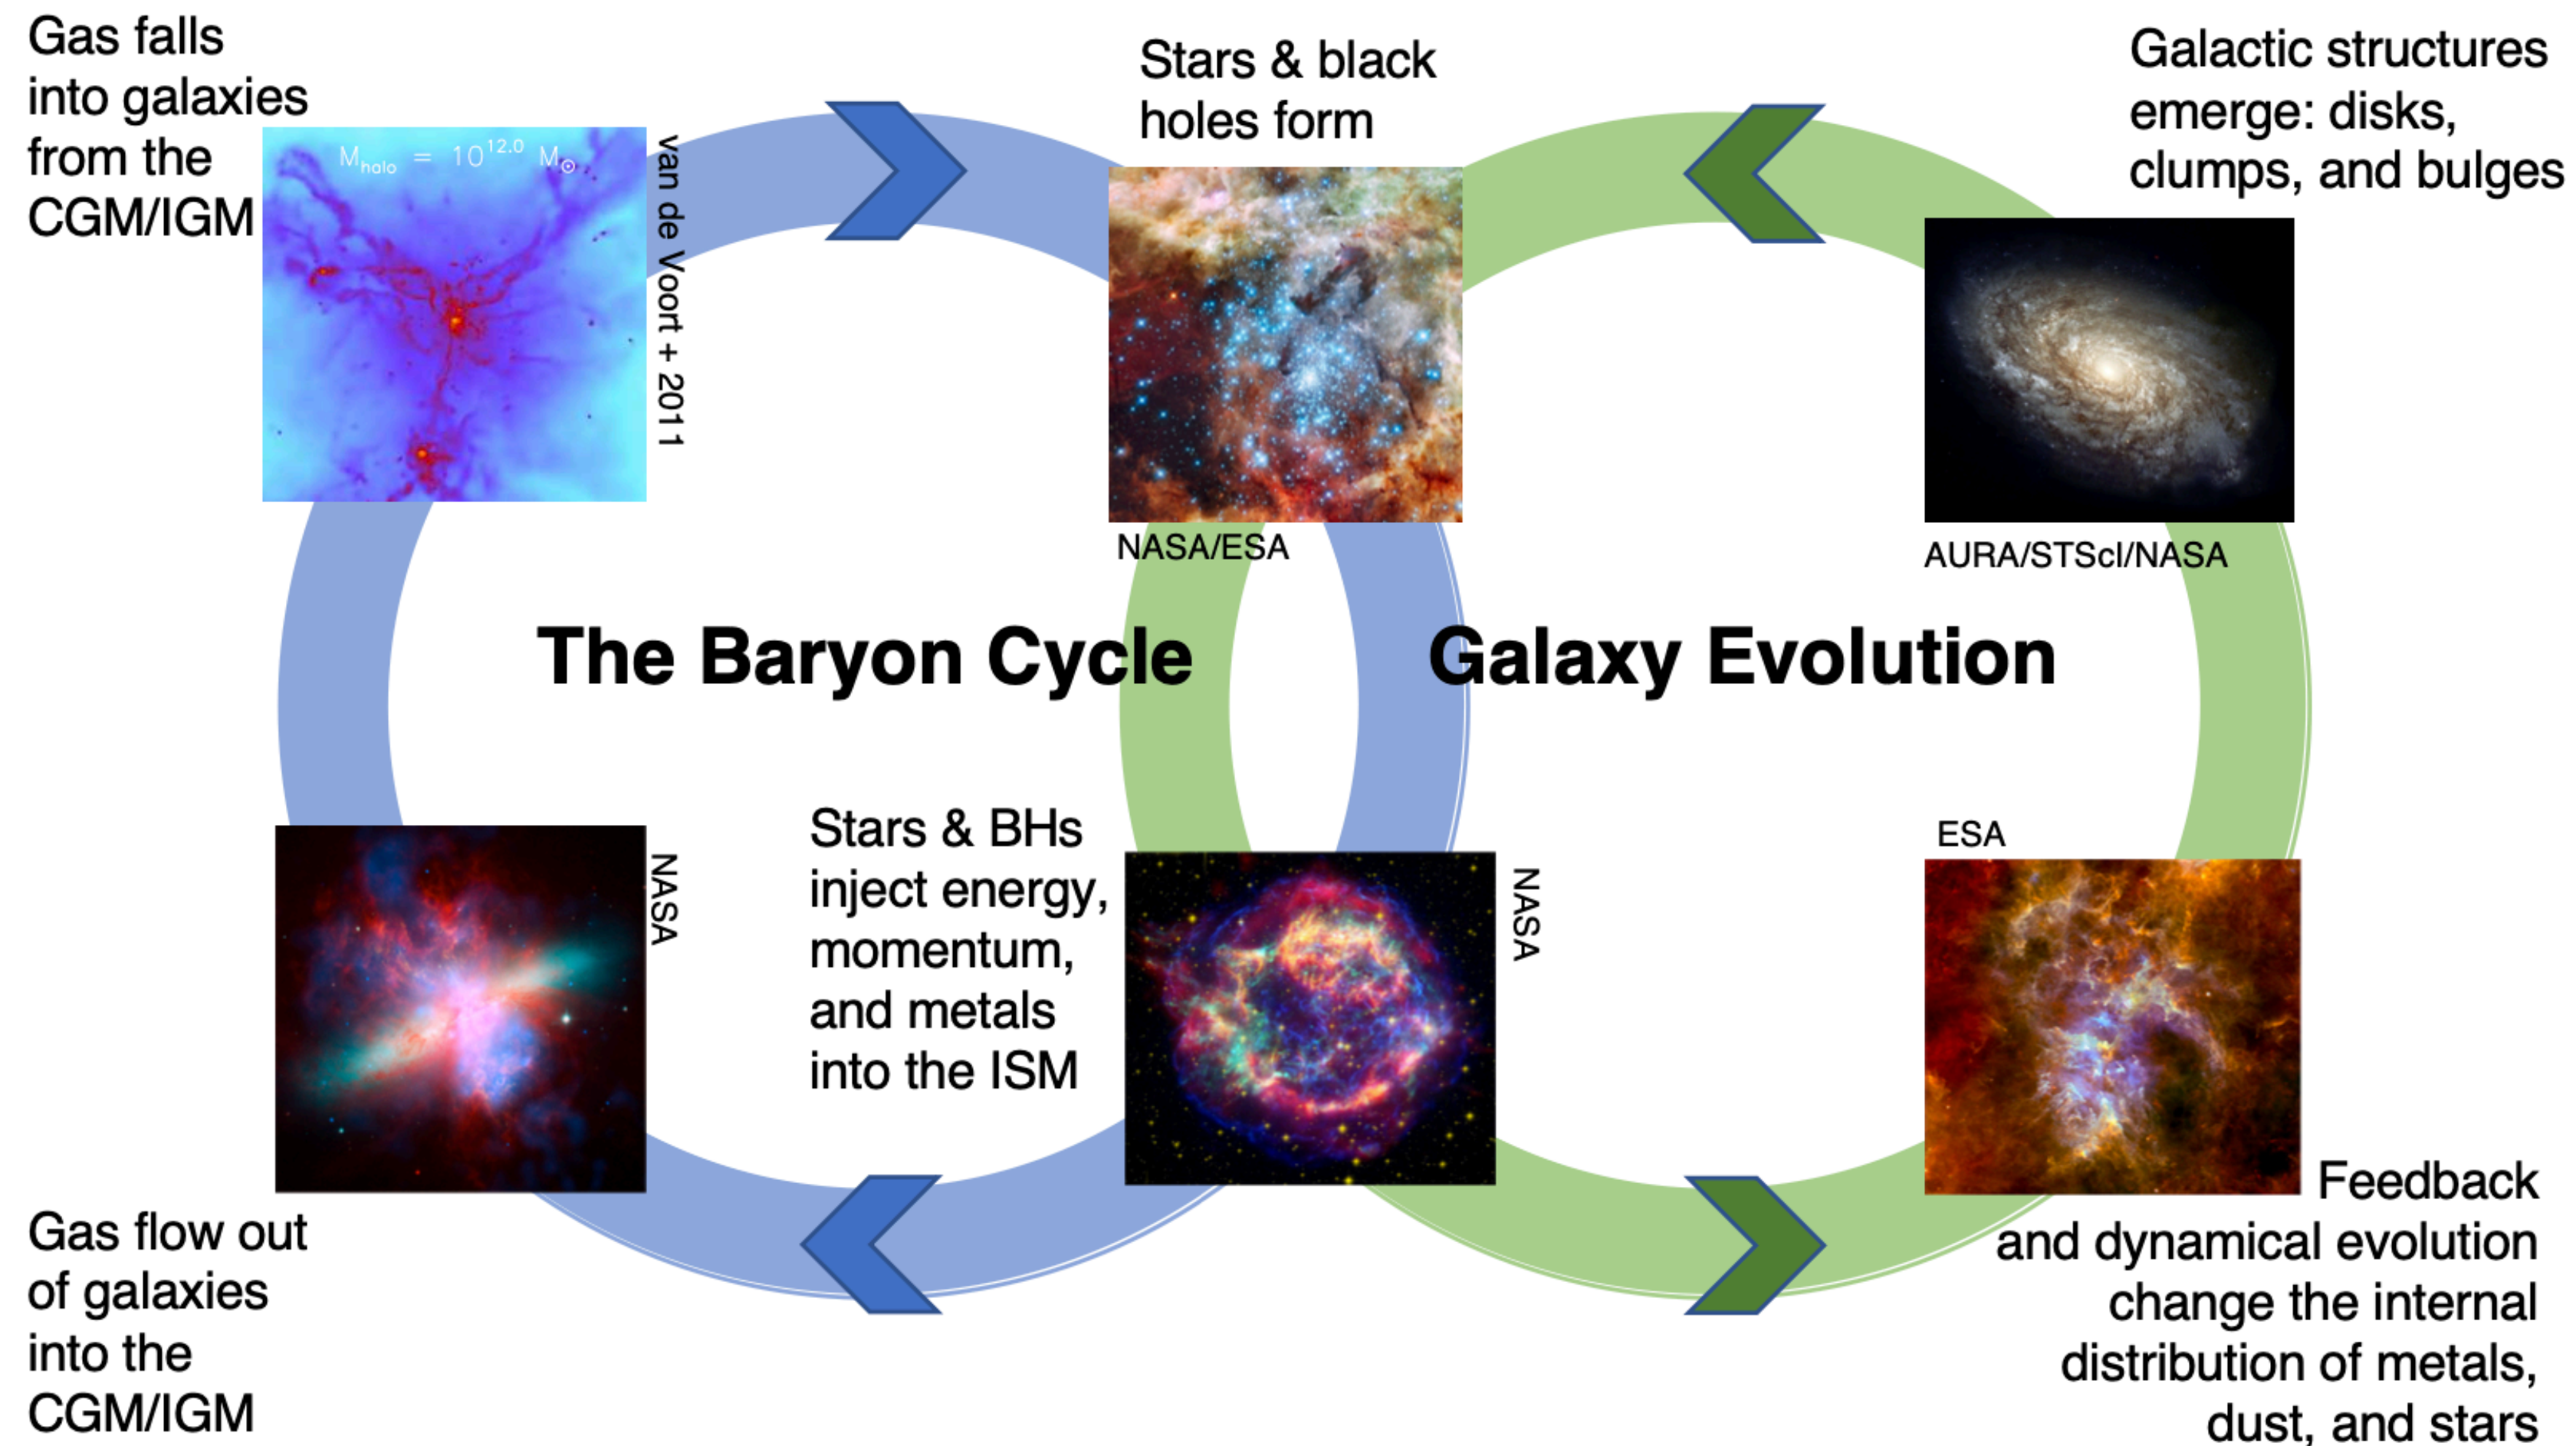 Gas falls
into galaxies
from the
CGM/IGM
M_halo = 10^12.0 M_⊙
van de Voort + 2011
Stars & black
holes form
NASA/ESA
Galactic structures
emerge: disks,
clumps, and bulges
AURA/STScI/NASA
The Baryon Cycle
Galaxy Evolution
NASA
Gas flow out
of galaxies
into the
CGM/IGM
Stars & BHs
inject energy,
momentum,
and metals
into the ISM
NASA
ESA
Feedback
and dynamical evolution
change the internal
distribution of metals,
dust, and stars